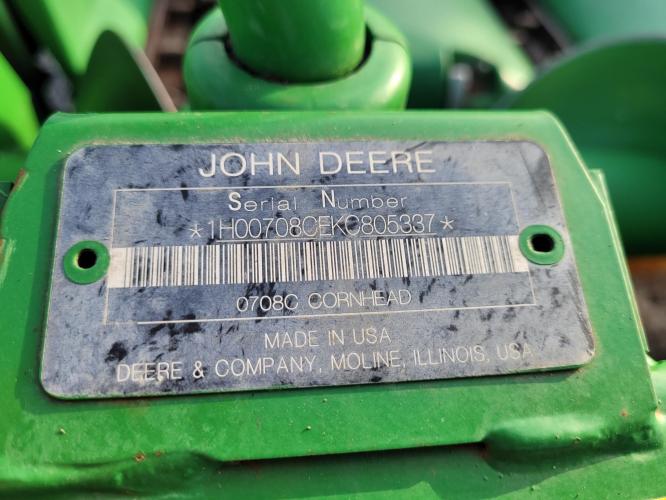 JOHN DEERE
Serial Number
*1H00708CEKC805337*
0708C CORNHEAD
MADE IN USA
DEERE & COMPANY, MOLINE, ILLINOIS, USA